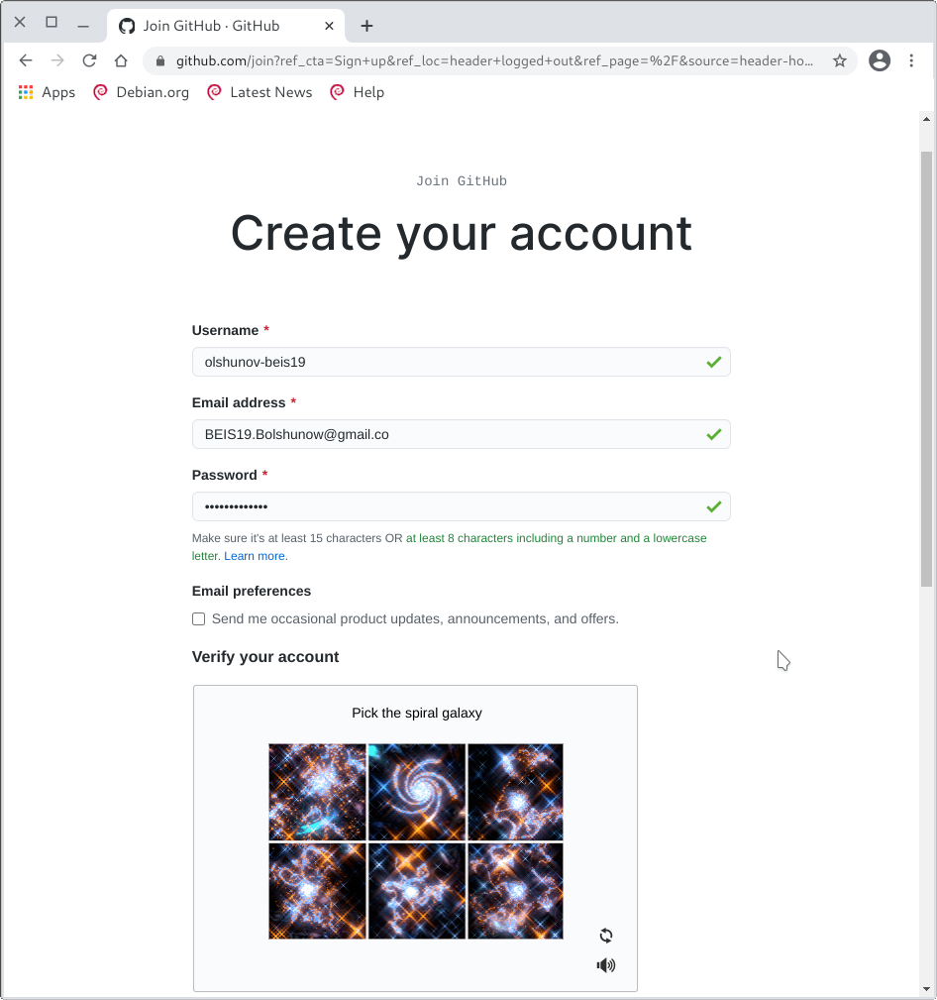 Join GitHub · GitHub
github.com/join?ref_cta=Sign+up&ref_loc=header+logged+out&ref_page=%2F&source=header-ho...
Apps Debian.org Latest News Help
Join GitHub
Create your account
Username *
olshunov-beis19
Email address *
BEIS19.Bolshunow@gmail.co
Password *
•••••••••••••
Make sure it's at least 15 characters OR at least 8 characters including a number and a lowercase
letter. Learn more.
Email preferences
Send me occasional product updates, announcements, and offers.
Verify your account
Pick the spiral galaxy